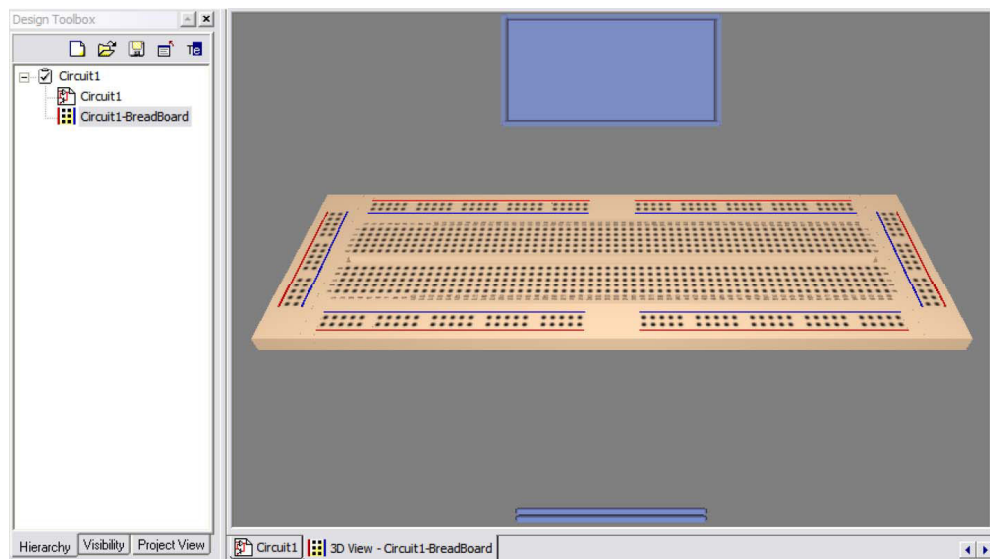 Design Toolbox
Circuit1
Circuit1
Circuit1-BreadBoard
Hierarchy Visibility Project View
Circuit1 3D View - Circuit1-BreadBoard